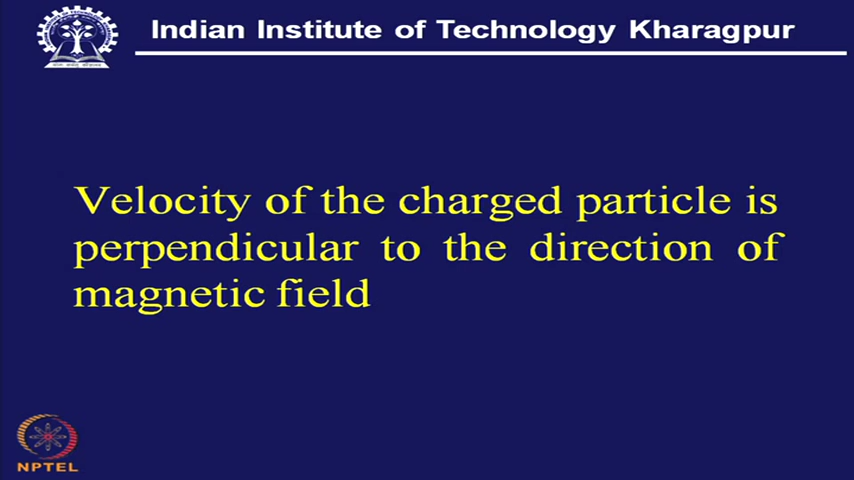 Indian Institute of Technology Kharagpur
Velocity of the charged particle is
perpendicular to the direction of
magnetic field
NPTEL